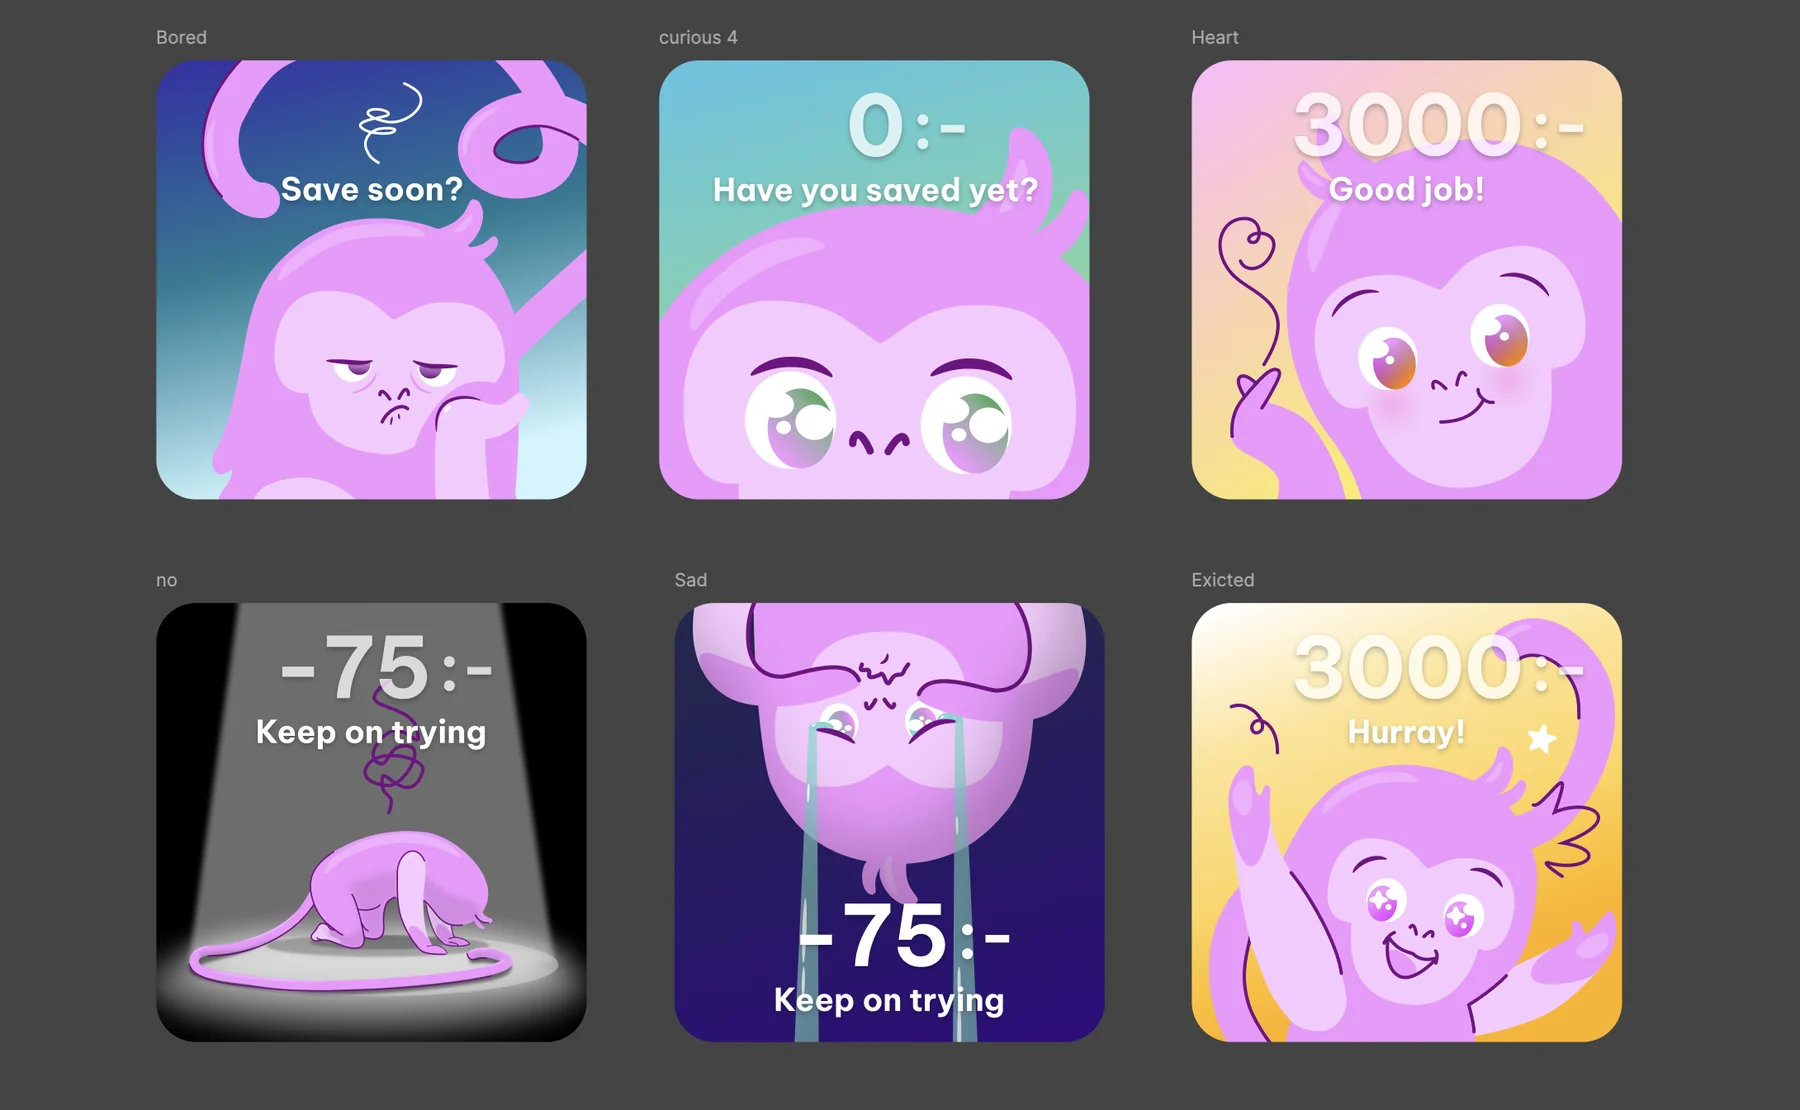 Bored
curious 4
Heart
Save soon?
0:-
Have you saved yet?
3000:-
Good job!
no
Sad
Exicted
-75:-
Keep on trying
-75:-
Keep on trying
3000:-
Hurray!